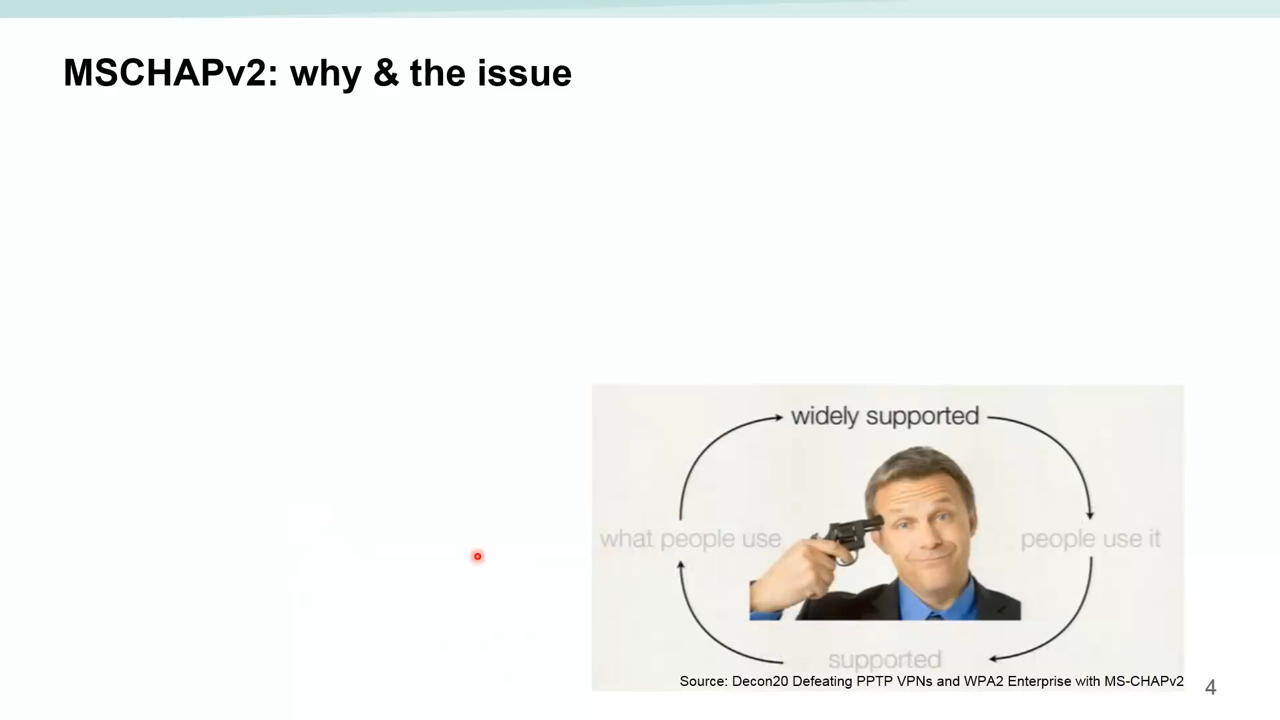 MSCHAPv2: why & the issue
widely supported
what people use
people use it
supported
Source: Decon20 Defeating PPTP VPNs and WPA2 Enterprise with MS-CHAPv2
4